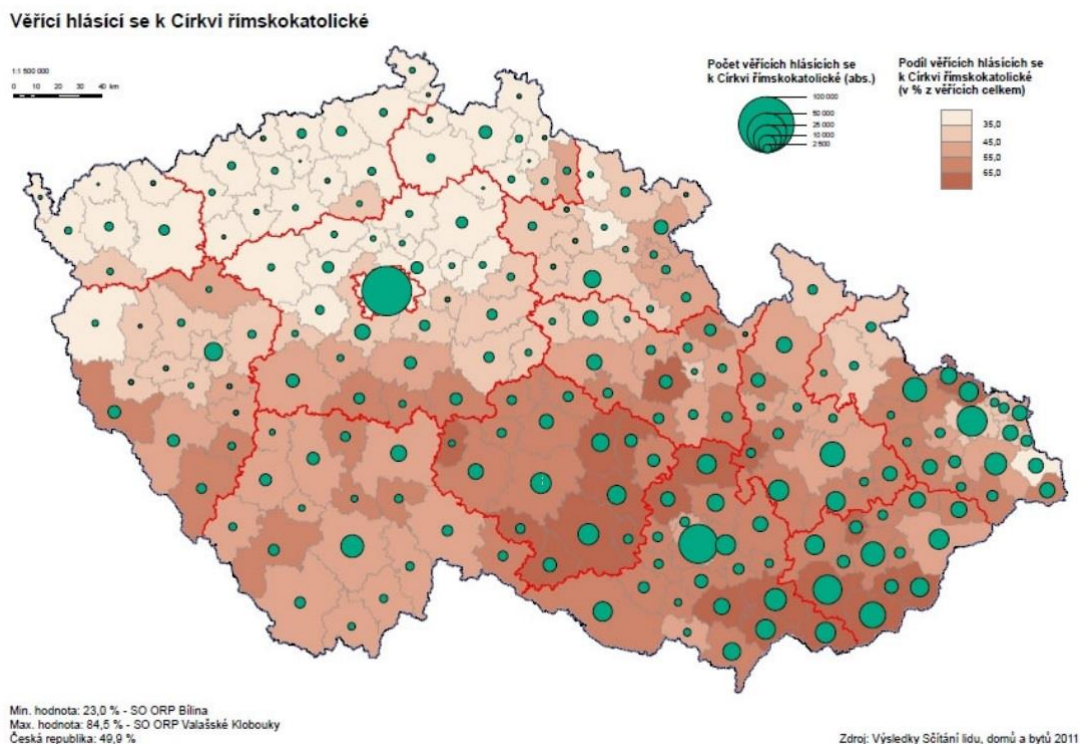 Věřící hlásící se k Církvi římskokatolické
1:1 500 000
0 10 20 40 km
Počet věřících hlásících se
k Církvi římskokatolické (abs.)
100 000
50 000
25 000
10 000
2 500
Podíl věřících hlásících se
k Církvi římskokatolické
(v % z věřících celkem)
35,0
45,0
55,0
65,0
Min. hodnota: 23,0 % - SO ORP Bílina
Max. hodnota: 84,5 % - SO ORP Valašské Klobouky
Česká republika: 49,9 %
Zdroj: Výsledky Sčítání lidu, domů a bytů 2011